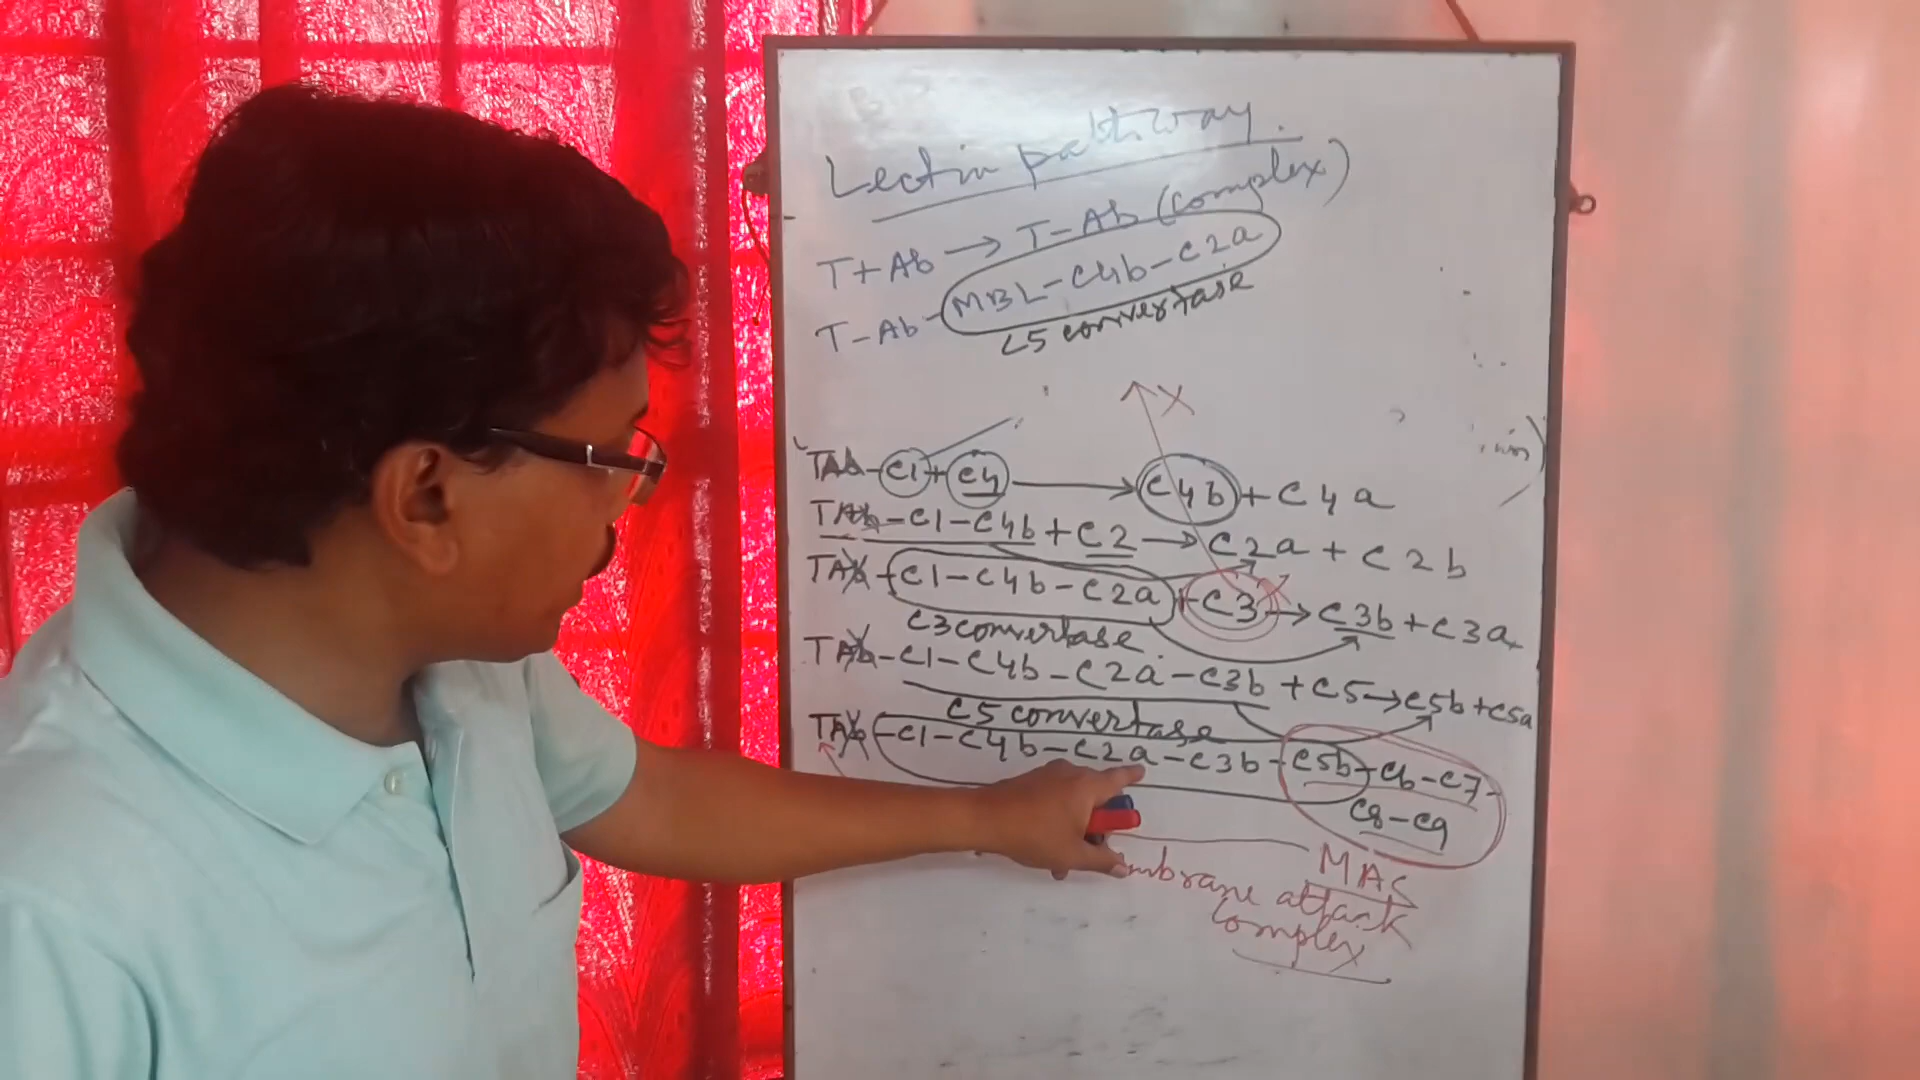 Lectin pathway.
T+Ab → T-Ab (complex)
T-Ab-MBL-C4b-C2a
C5 convertase
X
TAb-C1+C4 → C4b+C4a
TAb-C1-C4b+C2 → C2a+C2b
TAb-C1-C4b-C2a+C3 → C3b+C3a
C3 convertase
TAb-C1-C4b-C2a-C3b+C5→C5b+C5a
C5 convertase
TAb-C1-C4b-C2a-C3b-C5b-C6-C7-
C8-C9
MAC
mbrane attack
complex